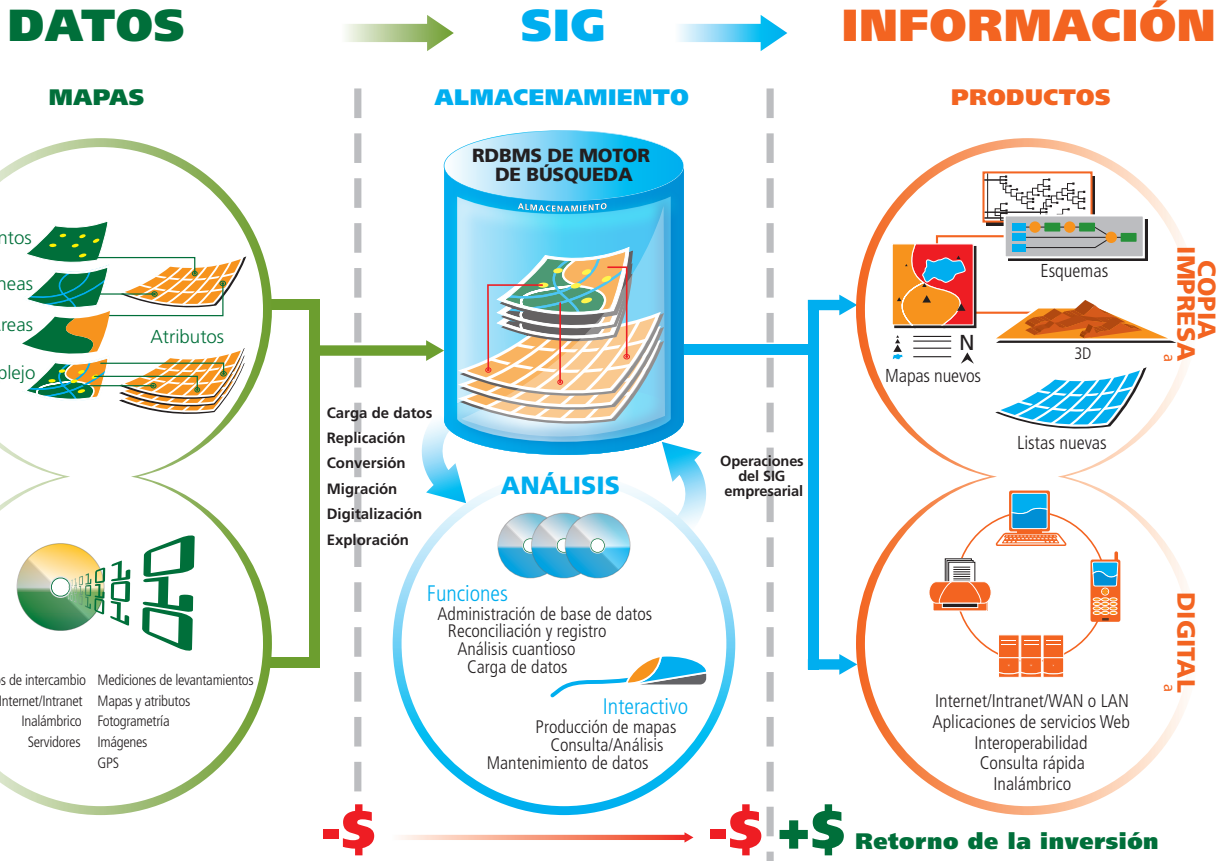 DATOS
SIG
INFORMACIÓN
MAPAS
ALMACENAMIENTO
PRODUCTOS
ntos
neas
reas
plejo
Atributos
os de intercambio
Internet/Intranet
Inalámbrico
Servidores
Mediciones de levantamientos
Mapas y atributos
Fotogrametría
Imágenes
GPS
Carga de datos
Replicación
Conversión
Migración
Digitalización
Exploración
RDBMS DE MOTOR
DE BÚSQUEDA
ALMACENAMIENTO
ANÁLISIS
Funciones
Administración de base de datos
Reconciliación y registro
Análisis cuantioso
Carga de datos
Interactivo
Producción de mapas
Consulta/Análisis
Mantenimiento de datos
Operaciones
del SIG
empresarial
Esquemas
N
Mapas nuevos
3D
Listas nuevas
COPIA
IMPRESA
a
DIGITAL
a
Internet/Intranet/WAN o LAN
Aplicaciones de servicios Web
Interoperabilidad
Consulta rápida
Inalámbrico
-$
-$
+$ Retorno de la inversión